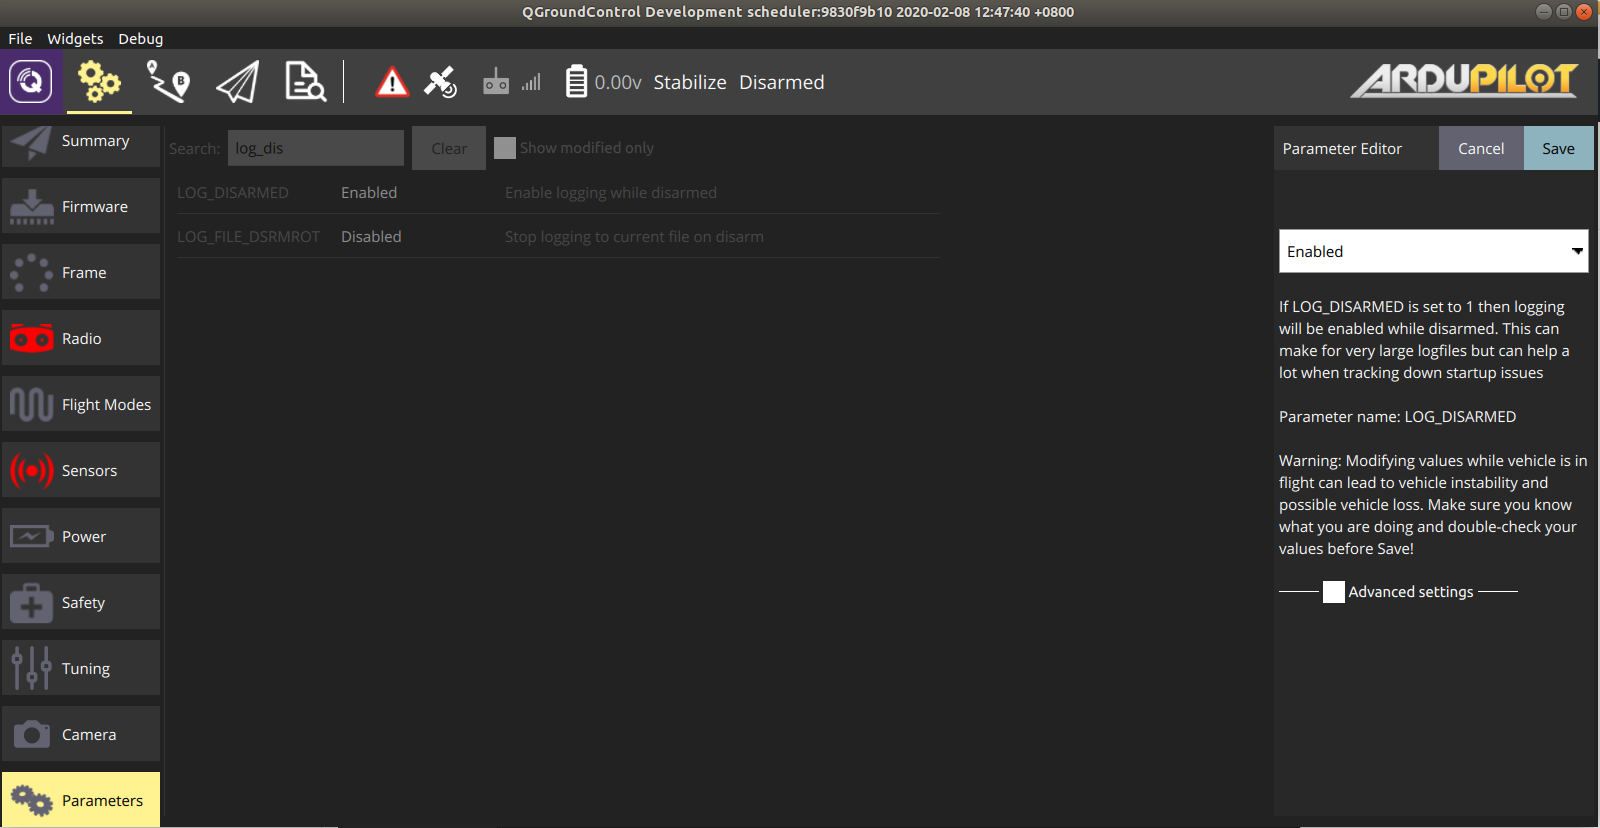 QGroundControl Development scheduler:9830f9b10 2020-02-08 12:47:40 +0800
File Widgets Debug
A B 0.00v Stabilize Disarmed ARDUPILOT
Summary
Firmware
Frame
Radio
Flight Modes
Sensors
Power
Safety
Tuning
Camera
Parameters
Search: log_dis Clear Show modified only
LOG_DISARMED Enabled Enable logging while disarmed
LOG_FILE_DSRMROT Disabled Stop logging to current file on disarm
Parameter Editor Cancel Save
Enabled
If LOG_DISARMED is set to 1 then logging
will be enabled while disarmed. This can
make for very large logfiles but can help a
lot when tracking down startup issues
Parameter name: LOG_DISARMED
Warning: Modifying values while vehicle is in
flight can lead to vehicle instability and
possible vehicle loss. Make sure you know
what you are doing and double-check your
values before Save!
Advanced settings